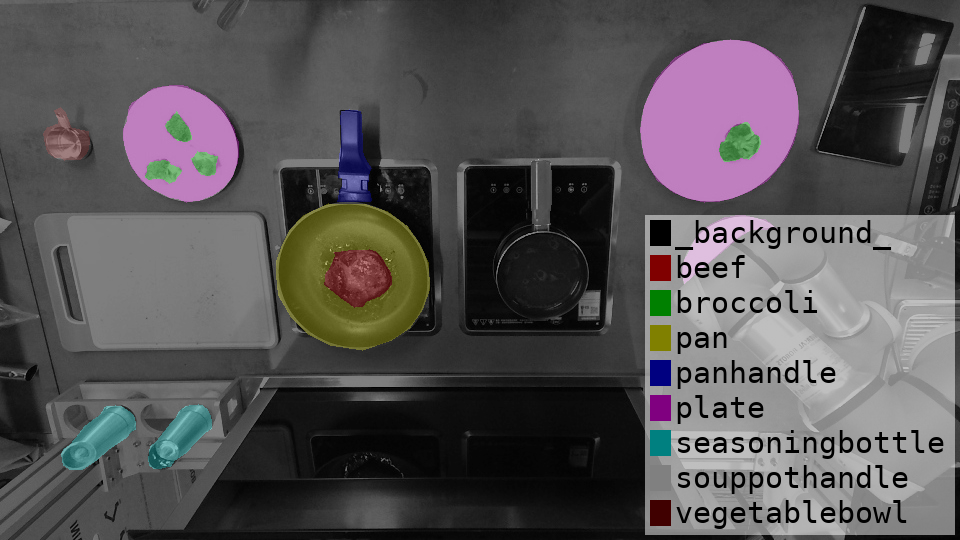 _background_
beef
broccoli
pan
panhandle
plate
seasoningbottle
souppothandle
vegetablebowl